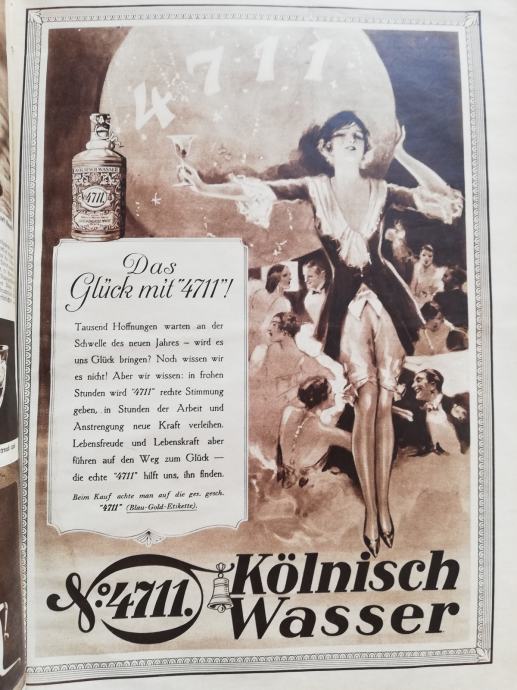 4711
KÖLNISCH WASSER
4711
Das
Glück mit "4711"!
Tausend Hoffnungen warten an der
Schwelle des neuen Jahres – wird es
uns Glück bringen? Noch wissen wir
es nicht! Aber wir wissen: in frohen
Stunden wird "4711" rechte Stimmung
geben, in Stunden der Arbeit und
Anstrengung neue Kraft verleihen.
Lebensfreude und Lebenskraft aber
führen auf den Weg zum Glück —
die echte "4711" hilft uns, ihn finden.
Beim Kauf achte man auf die ges. gesch.
"4711" (Blau-Gold-Etikette).
No. 4711.
Kölnisch
Wasser